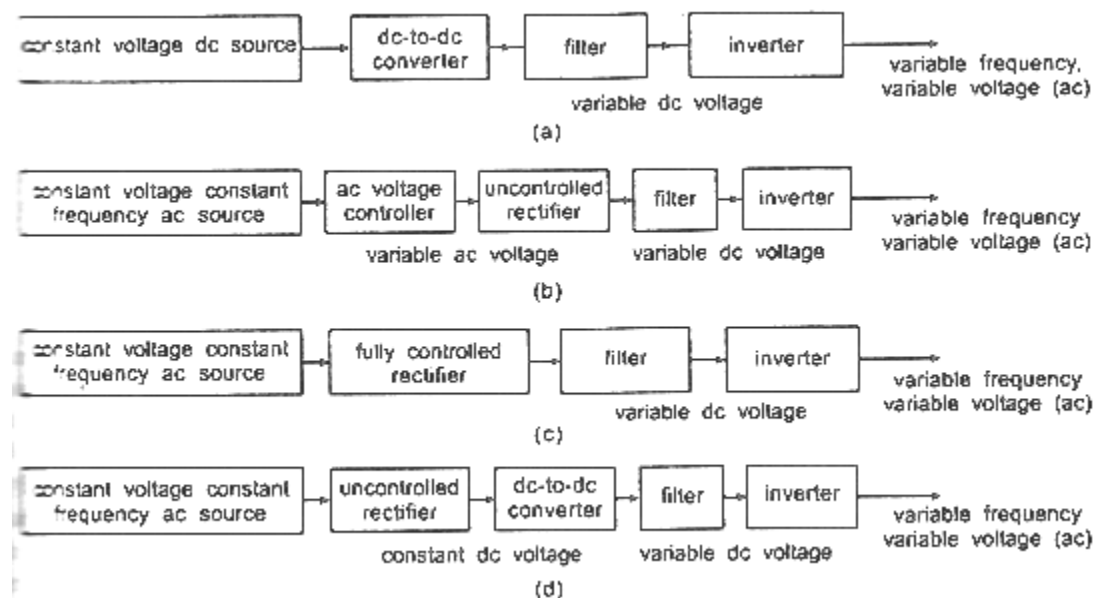 constant voltage dc source
dc-to-dc
converter
filter
inverter
variable dc voltage
variable frequency,
variable voltage (ac)
(a)
constant voltage constant
frequency ac source
ac voltage
controller
uncontrolled
rectifier
filter
inverter
variable ac voltage
variable dc voltage
variable frequency
variable voltage (ac)
(b)
constant voltage constant
frequency ac source
fully controlled
rectifier
filter
inverter
variable dc voltage
variable frequency
variable voltage (ac)
(c)
constant voltage constant
frequency ac source
uncontrolled
rectifier
dc-to-dc
converter
filter
inverter
constant dc voltage
variable dc voltage
variable frequency
variable voltage (ac)
(d)